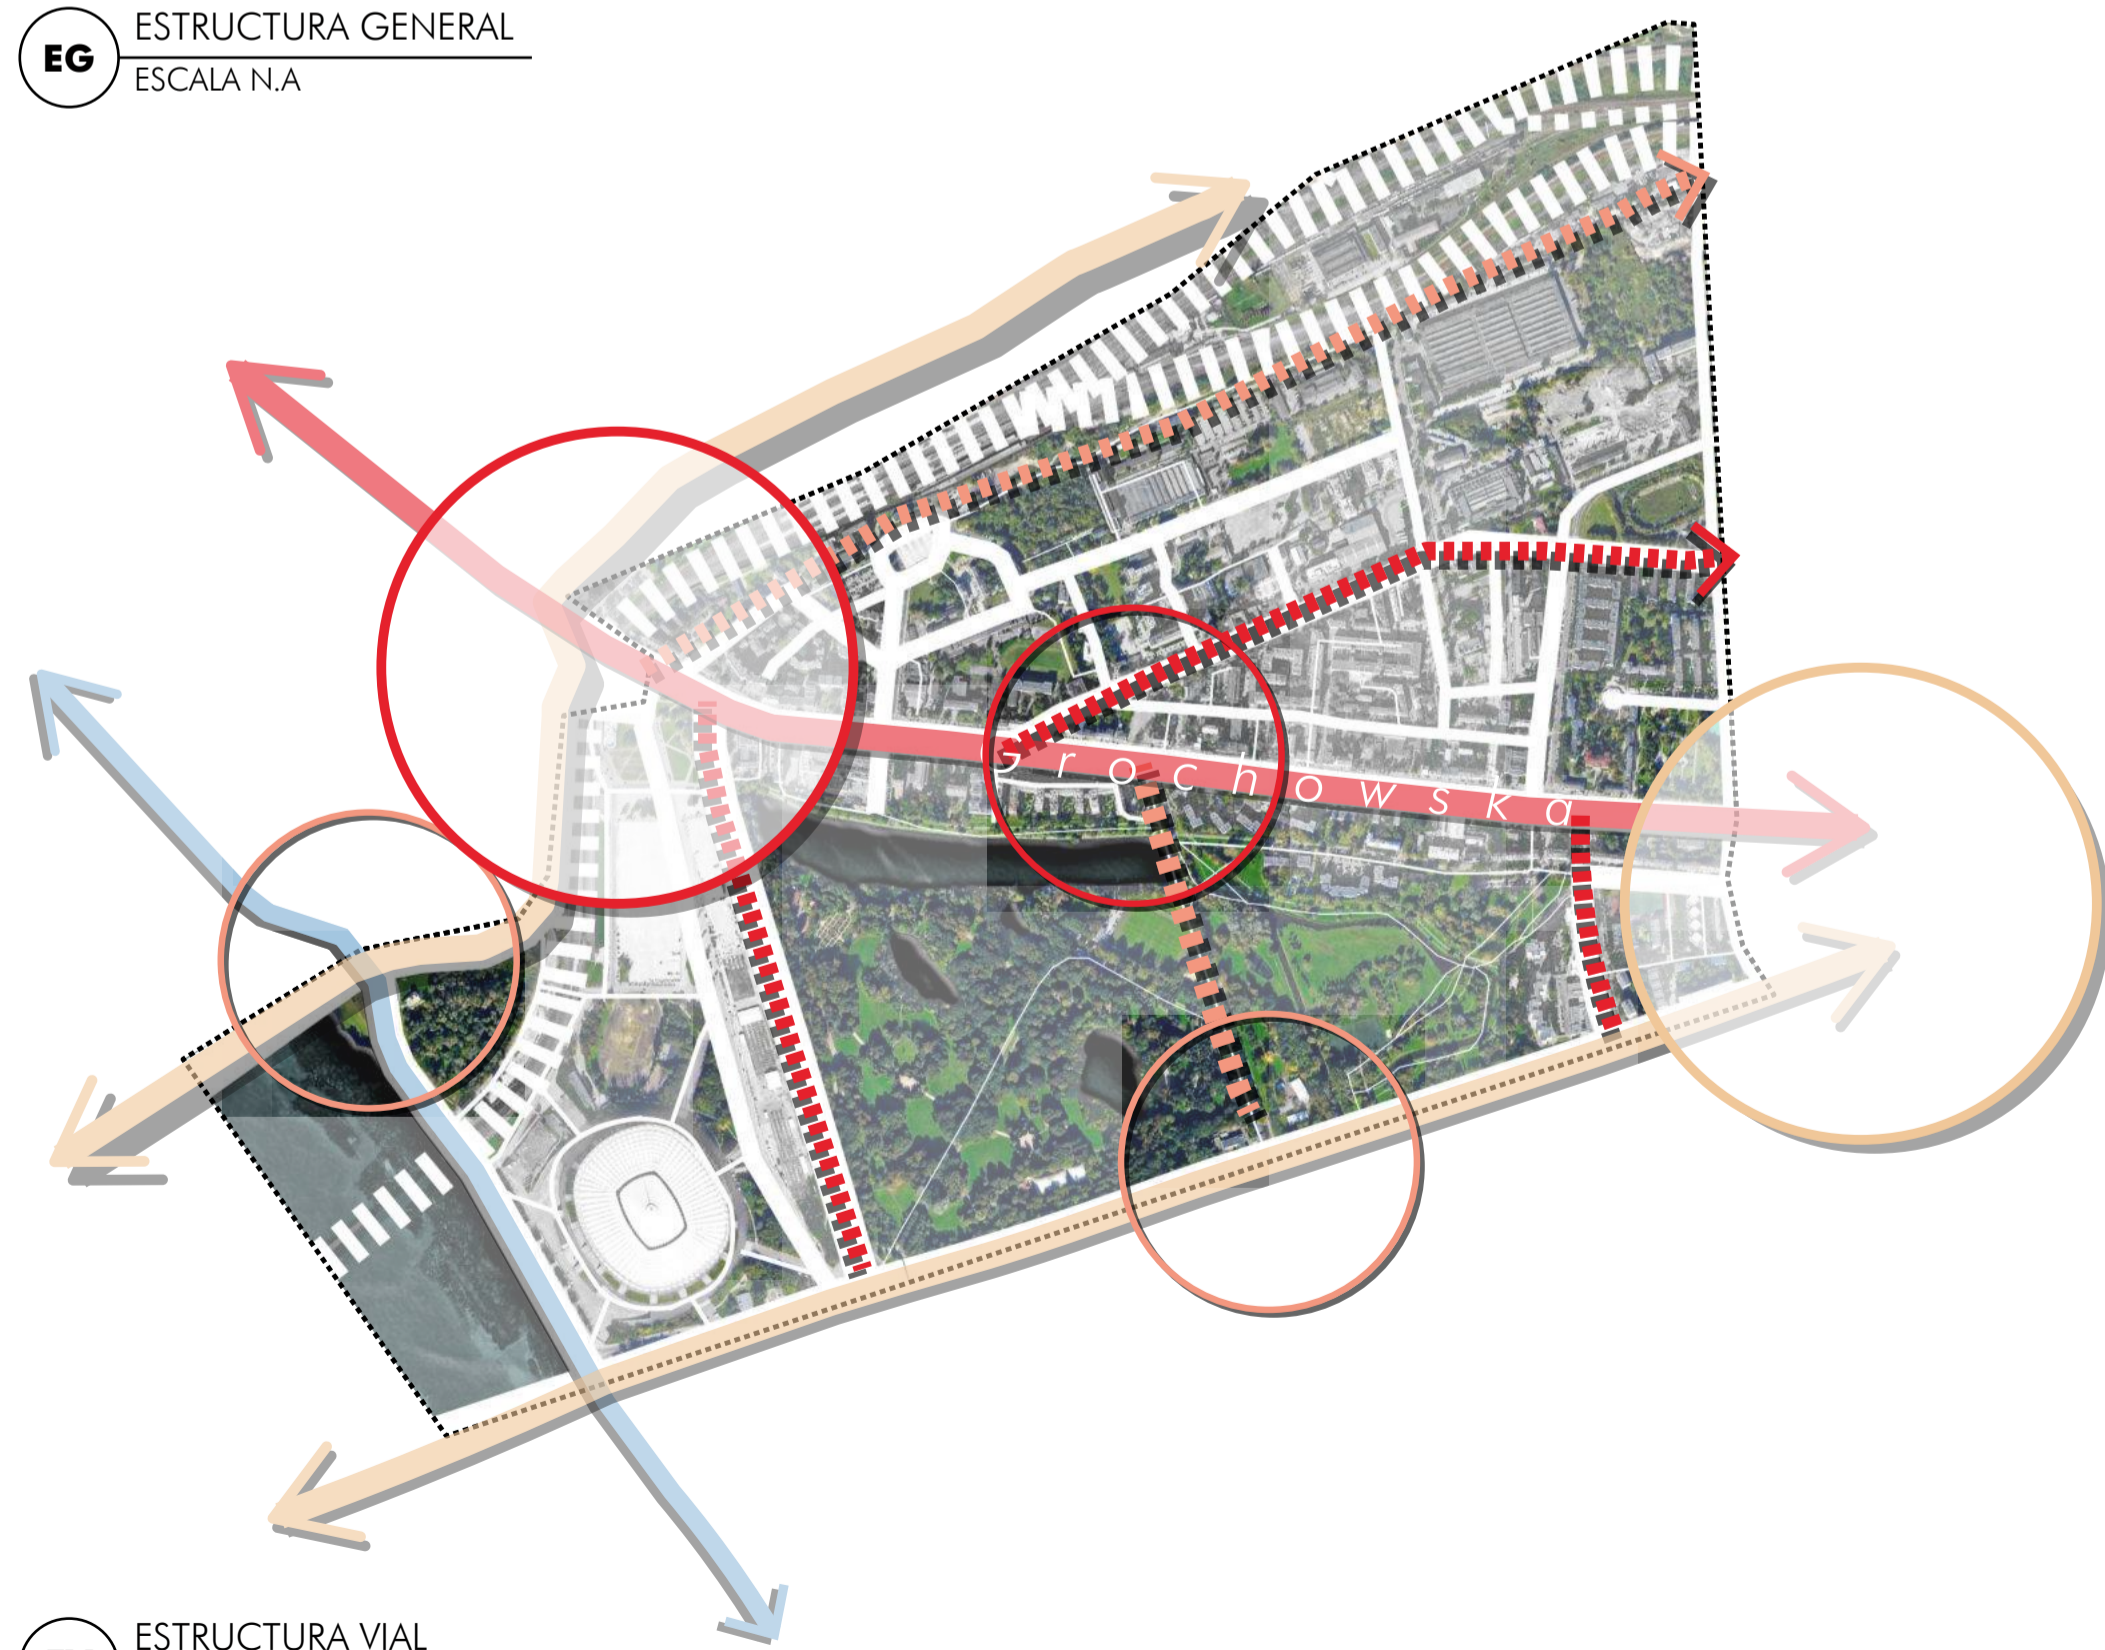 EG
ESTRUCTURA GENERAL
ESCALA N.A
Grochowska
ESTRUCTURA VIAL